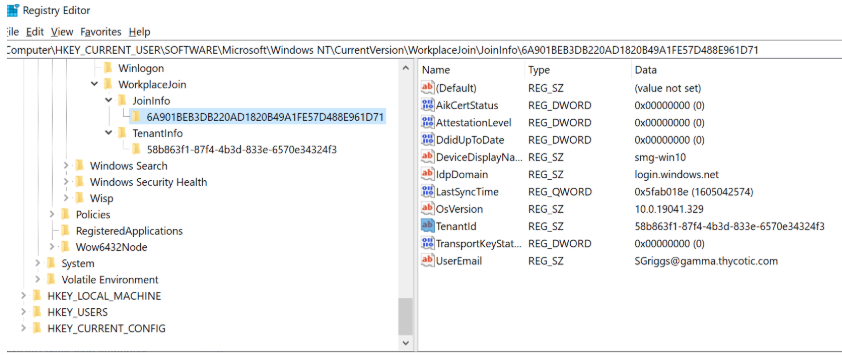 Registry Editor
File Edit View Favorites Help
Computer\HKEY_CURRENT_USER\SOFTWARE\Microsoft\Windows NT\CurrentVersion\WorkplaceJoin\JoinInfo\6A901BEB3DB220AD1820B49A1FE57D488E961D71
Winlogon
WorkplaceJoin
JoinInfo
6A901BEB3DB220AD1820B49A1FE57D488E961D71
TenantInfo
58b863f1-87f4-4b3d-833e-6570e34324f3
Windows Search
Windows Security Health
Wisp
Policies
RegisteredApplications
Wow6432Node
System
Volatile Environment
HKEY_LOCAL_MACHINE
HKEY_USERS
HKEY_CURRENT_CONFIG
Name Type Data
(Default) REG_SZ (value not set)
AikCertStatus REG_DWORD 0x00000000 (0)
AttestationLevel REG_DWORD 0x00000000 (0)
DdidUpToDate REG_DWORD 0x00000000 (0)
DeviceDisplayNa... REG_SZ smg-win10
IdpDomain REG_SZ login.windows.net
LastSyncTime REG_QWORD 0x5fab018e (1605042574)
OsVersion REG_SZ 10.0.19041.329
TenantId REG_SZ 58b863f1-87f4-4b3d-833e-6570e34324f3
TransportKeyStat... REG_DWORD 0x00000000 (0)
UserEmail REG_SZ SGriggs@gamma.thycotic.com